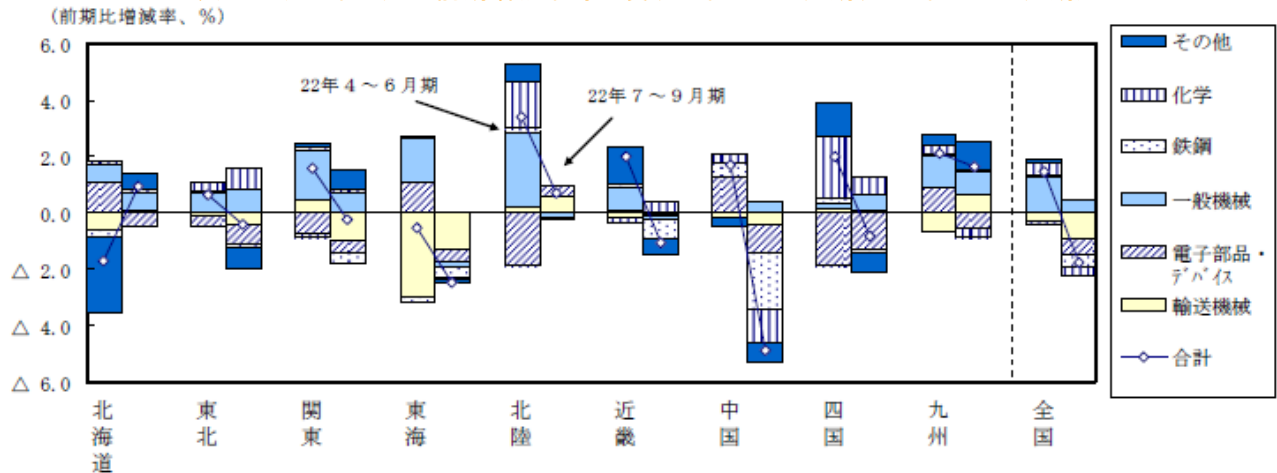 （前期比増減率、％）
6.0
4.0
2.0
0.0
△ 2.0
△ 4.0
△ 6.0
22年４～６月期
22年７～９月期
北海道
東北
関東
東海
北陸
近畿
中国
四国
九州
全国
その他
化学
鉄鋼
一般機械
電子部品・
ﾃﾞﾊﾞｲｽ
輸送機械
合計